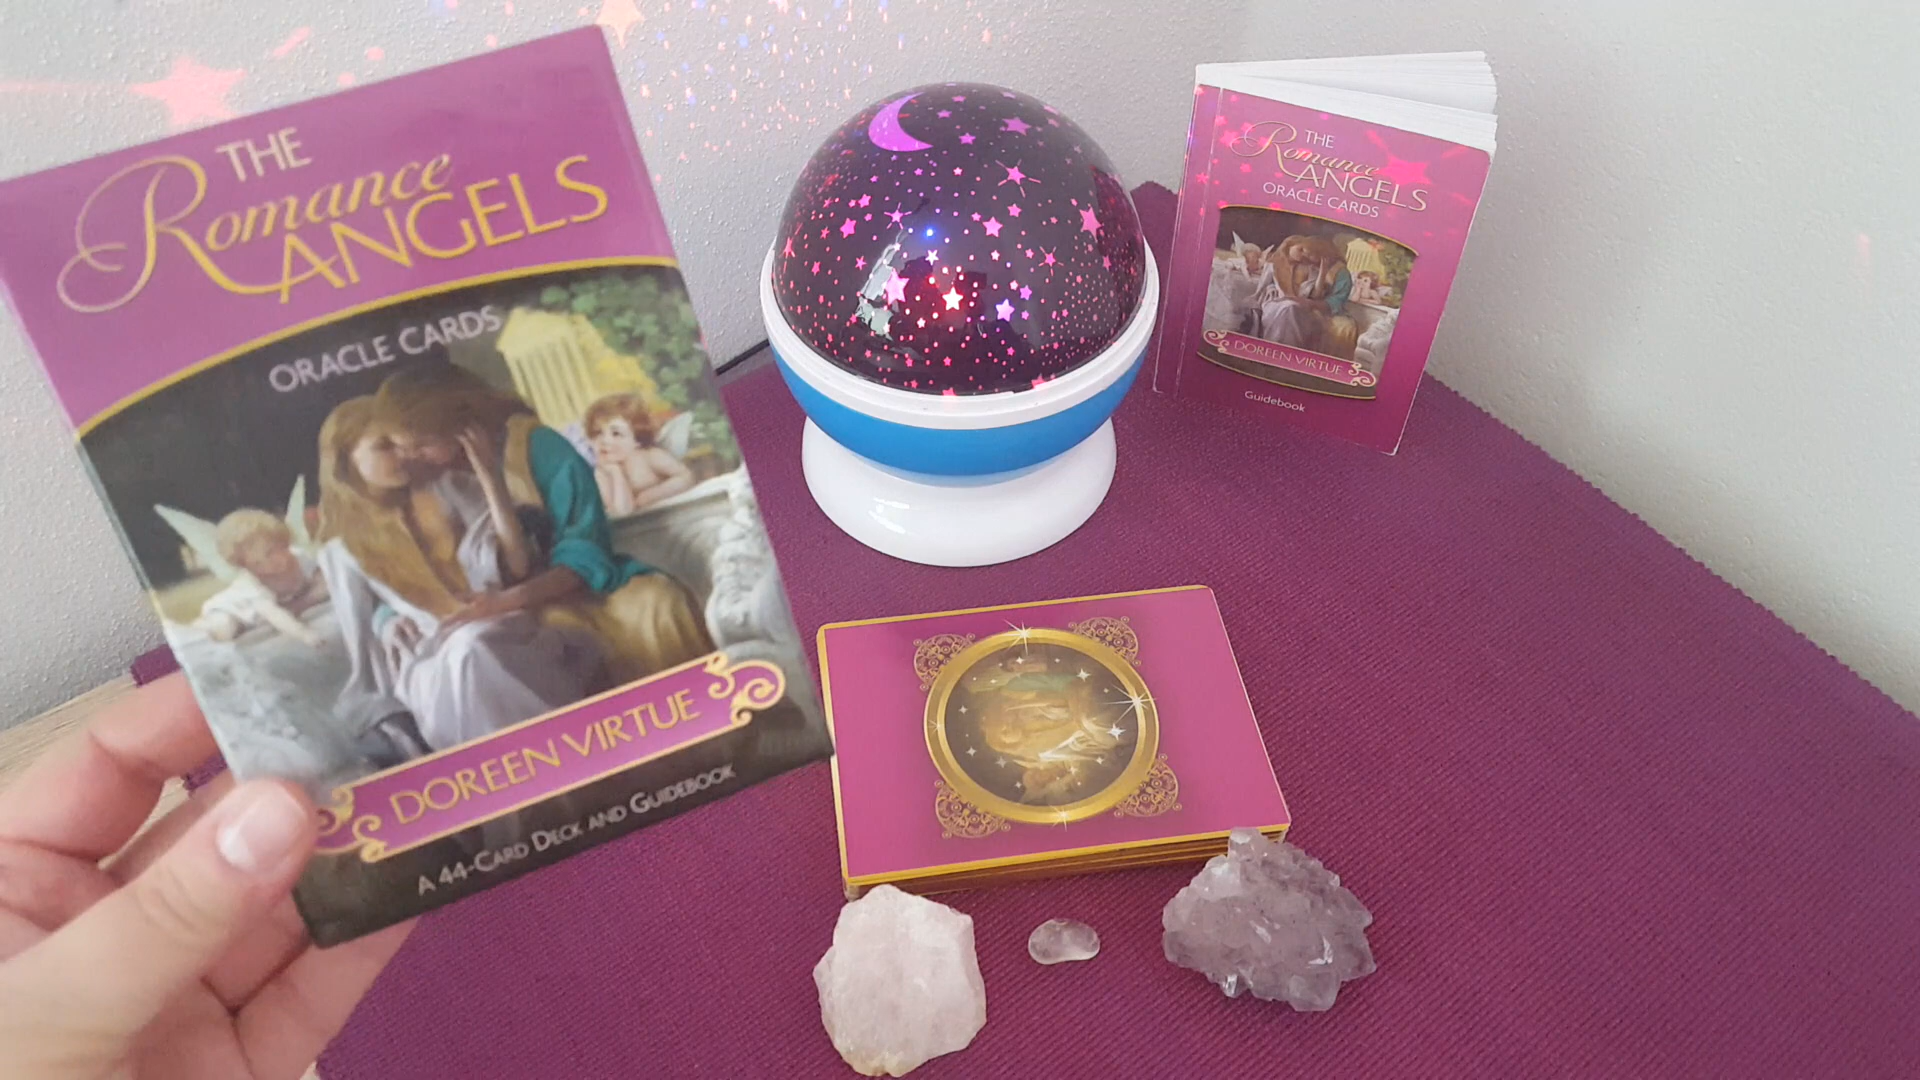 THE
Romance
ANGELS
ORACLE CARDS
DOREEN VIRTUE
A 44-CARD DECK AND GUIDEBOOK
THE
Romance
ANGELS
ORACLE CARDS
DOREEN VIRTUE
Guidebook